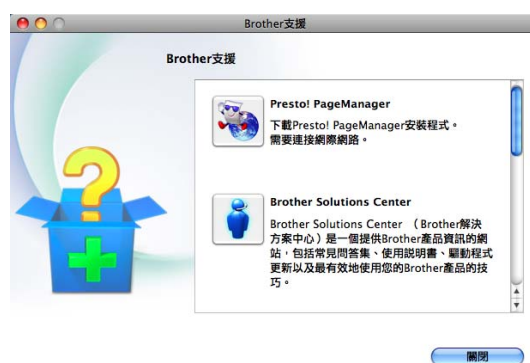 Brother支援
Brother支援
Presto! PageManager
下載Presto! PageManager安裝程式。
需要連接網際網路。
Brother Solutions Center
Brother Solutions Center （Brother解決
方案中心）是一個提供Brother產品資訊的網
站，包括常見問答集、使用說明書、驅動程式
更新以及最有效地使用您的Brother產品的技
巧。
關閉